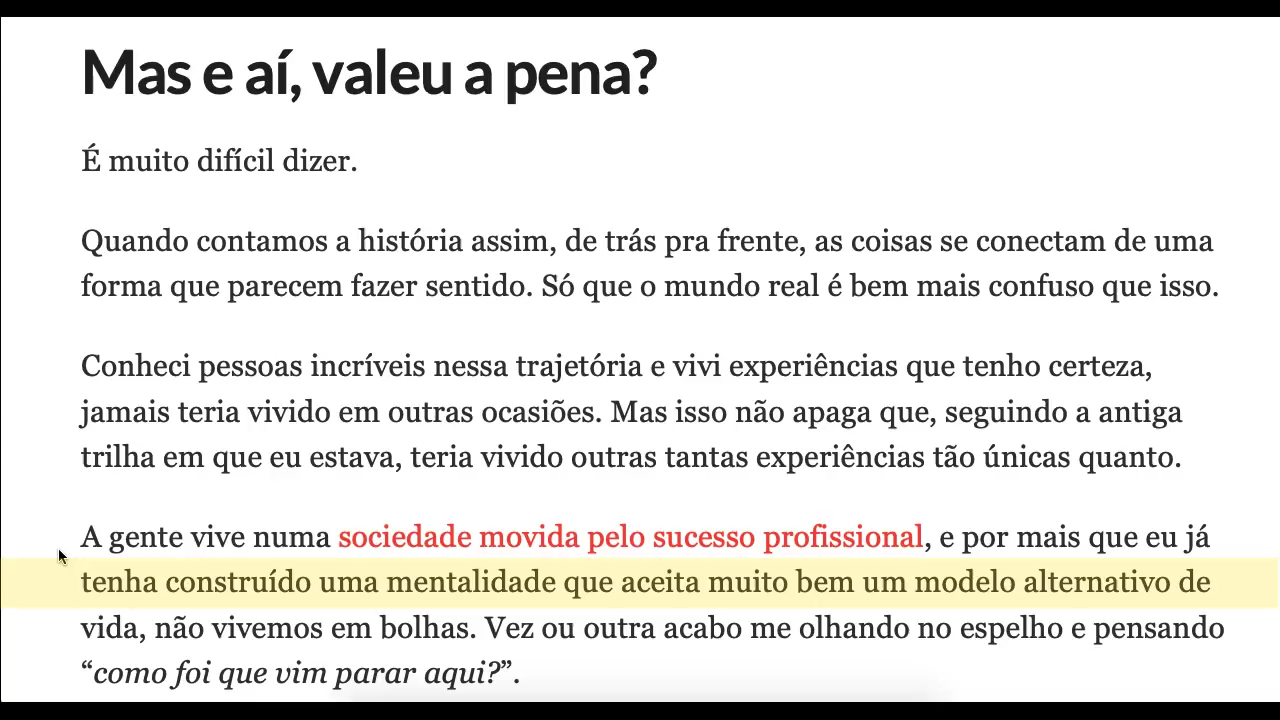 Mas e aí, valeu a pena?
É muito difícil dizer.
Quando contamos a história assim, de trás pra frente, as coisas se conectam de uma
forma que parecem fazer sentido. Só que o mundo real é bem mais confuso que isso.
Conheci pessoas incríveis nessa trajetória e vivi experiências que tenho certeza,
jamais teria vivido em outras ocasiões. Mas isso não apaga que, seguindo a antiga
trilha em que eu estava, teria vivido outras tantas experiências tão únicas quanto.
A gente vive numa sociedade movida pelo sucesso profissional, e por mais que eu já
tenha construído uma mentalidade que aceita muito bem um modelo alternativo de
vida, não vivemos em bolhas. Vez ou outra acabo me olhando no espelho e pensando
“como foi que vim parar aqui?”.